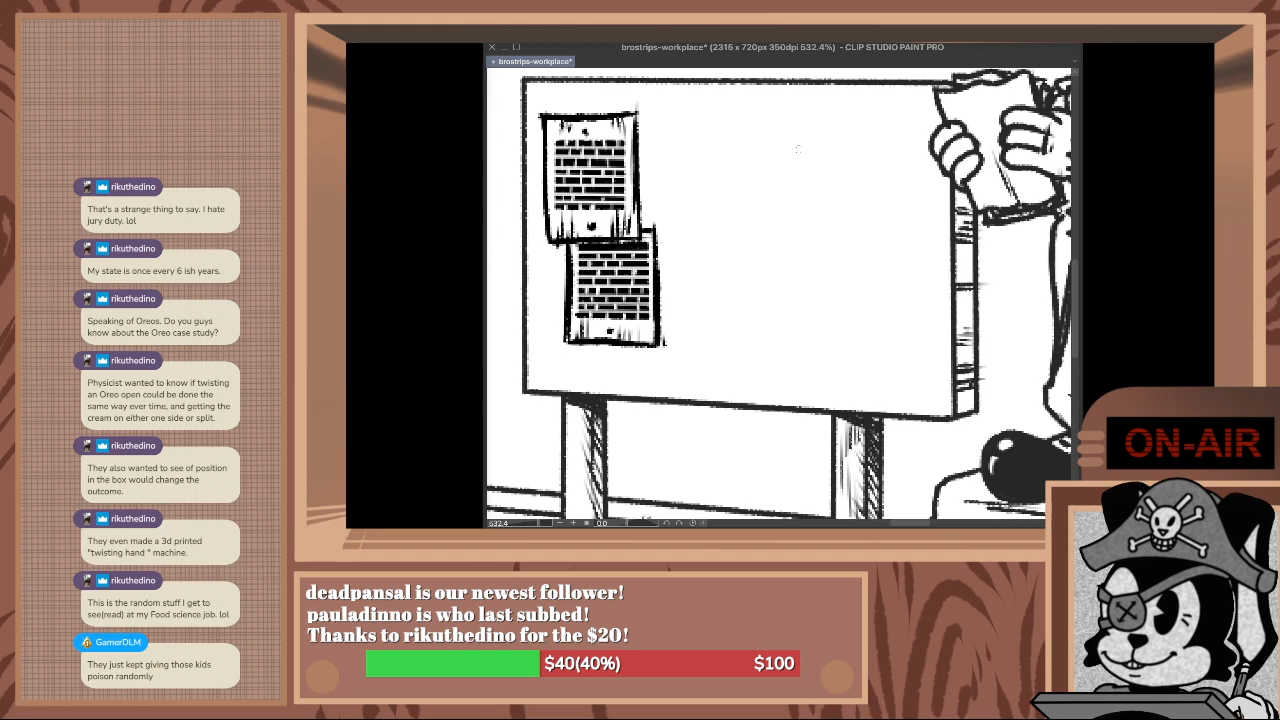 brostrips-workplace* (2315 x 720px 350dpi 532.4%) - CLIP STUDIO PAINT PRO
brostrips-workplace*
rikuthedino
That's a strange thing to say. I hate
jury duty. lol
rikuthedino
My state is once every 6 ish years.
rikuthedino
Speaking of Oreos. Do you guys
know about the Oreo case study?
rikuthedino
Physicist wanted to know if twisting
an Oreo open could be done the
same way ever time, and getting the
cream on either one side or split.
rikuthedino
They also wanted to see of position
in the box would change the
outcome.
rikuthedino
They even made a 3d printed
"twisting hand " machine.
rikuthedino
This is the random stuff I get to
see(read) at my Food science job. lol
GamerDLM
They just kept giving those kids
poison randomly
532.4
0.0
ON-AIR
deadpansal is our newest follower!
pauladinno is who last subbed!
Thanks to rikuthedino for the $20!
$40(40%) $100